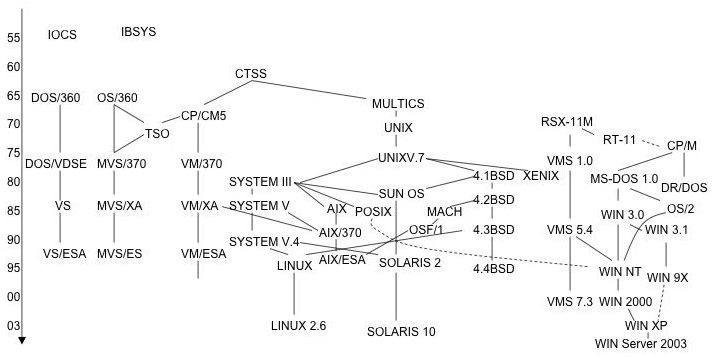 IOCS
IBSYS
55
60
CTSS
65
DOS/360
OS/360
MULTICS
CP/CM5
RSX-11M
70
TSO
UNIX
RT-11
CP/M
75
DOS/VDSE
MVS/370
VM/370
UNIXV.7
VMS 1.0
80
SYSTEM III
4.1BSD
XENIX
MS-DOS 1.0
SUN OS
DR/DOS
85
VS
MVS/XA
VM/XA
SYSTEM V
AIX
POSIX
MACH
4.2BSD
WIN 3.0
OS/2
AIX/370
OSF/1
4.3BSD
VMS 5.4
WIN 3.1
90
SYSTEM V.4
VS/ESA
MVS/ES
VM/ESA
AIX/ESA
LINUX
SOLARIS 2
95
4.4BSD
WIN NT
WIN 9X
00
VMS 7.3
WIN 2000
03
LINUX 2.6
SOLARIS 10
WIN XP
WIN Server 2003